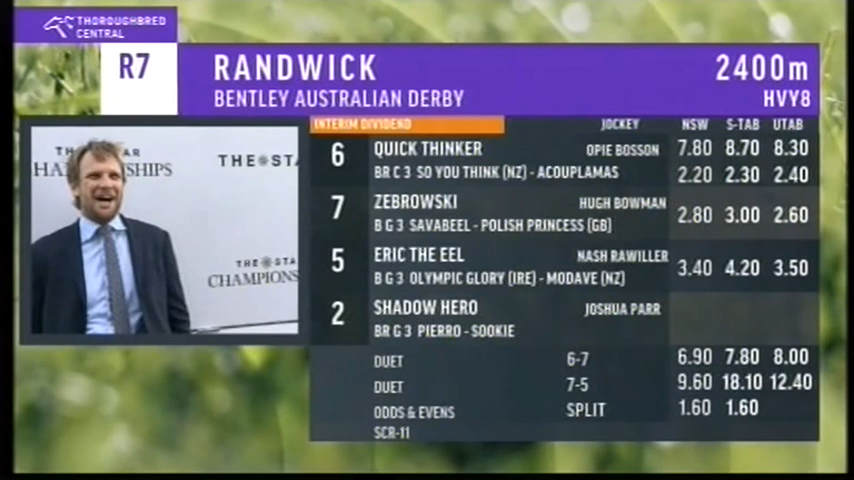 THOROUGHBRED
CENTRAL
R7
RANDWICK
2400m
BENTLEY AUSTRALIAN DERBY
HVY8
INTERIM DIVIDEND JOCKEY NSW S-TAB UTAB
6 QUICK THINKER OPIE BOSSON 7.80 8.70 8.30
BR C 3 SO YOU THINK (NZ) - ACOUPLAMAS 2.20 2.30 2.40
7 ZEBROWSKI HUGH BOWMAN 2.80 3.00 2.60
B G 3 SAVABEEL - POLISH PRINCESS (GB)
5 ERIC THE EEL NASH RAWILLER 3.40 4.20 3.50
B G 3 OLYMPIC GLORY (IRE) - MODAVE (NZ)
2 SHADOW HERO JOSHUA PARR
BR G 3 PIERRO - SOOKIE
DUET 6-7 6.90 7.80 8.00
DUET 7-5 9.60 18.10 12.40
ODDS & EVENS SPLIT 1.60 1.60
SCR-11
THE STAR
CHAMPIONS